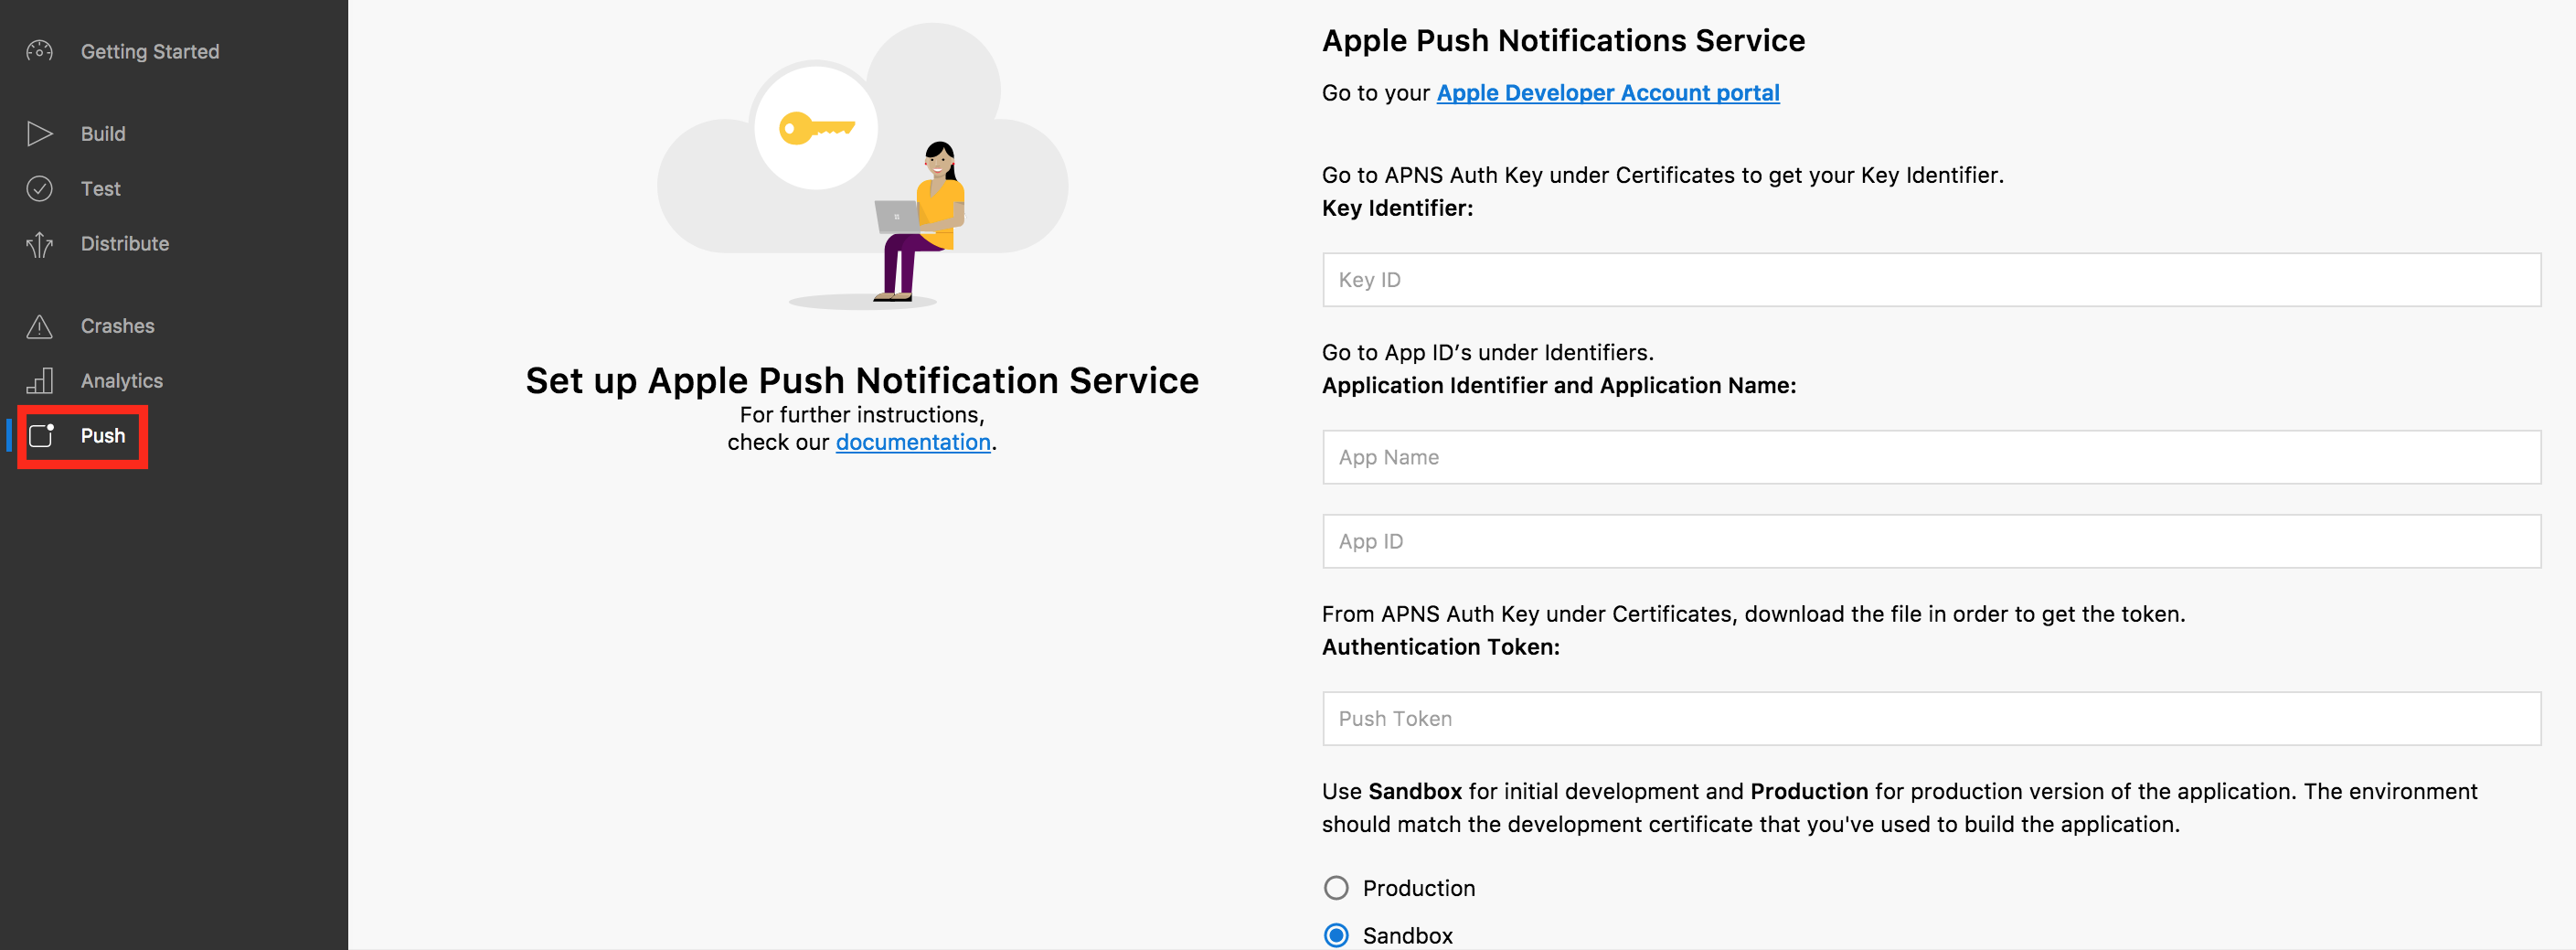 Getting Started
Build
Test
Distribute
Crashes
Analytics
Push
Set up Apple Push Notification Service
For further instructions,
check our documentation.
Apple Push Notifications Service
Go to your Apple Developer Account portal
Go to APNS Auth Key under Certificates to get your Key Identifier.
Key Identifier:
Key ID
Go to App ID’s under Identifiers.
Application Identifier and Application Name:
App Name
App ID
From APNS Auth Key under Certificates, download the file in order to get the token.
Authentication Token:
Push Token
Use Sandbox for initial development and Production for production version of the application. The environment
should match the development certificate that you've used to build the application.
Production
Sandbox